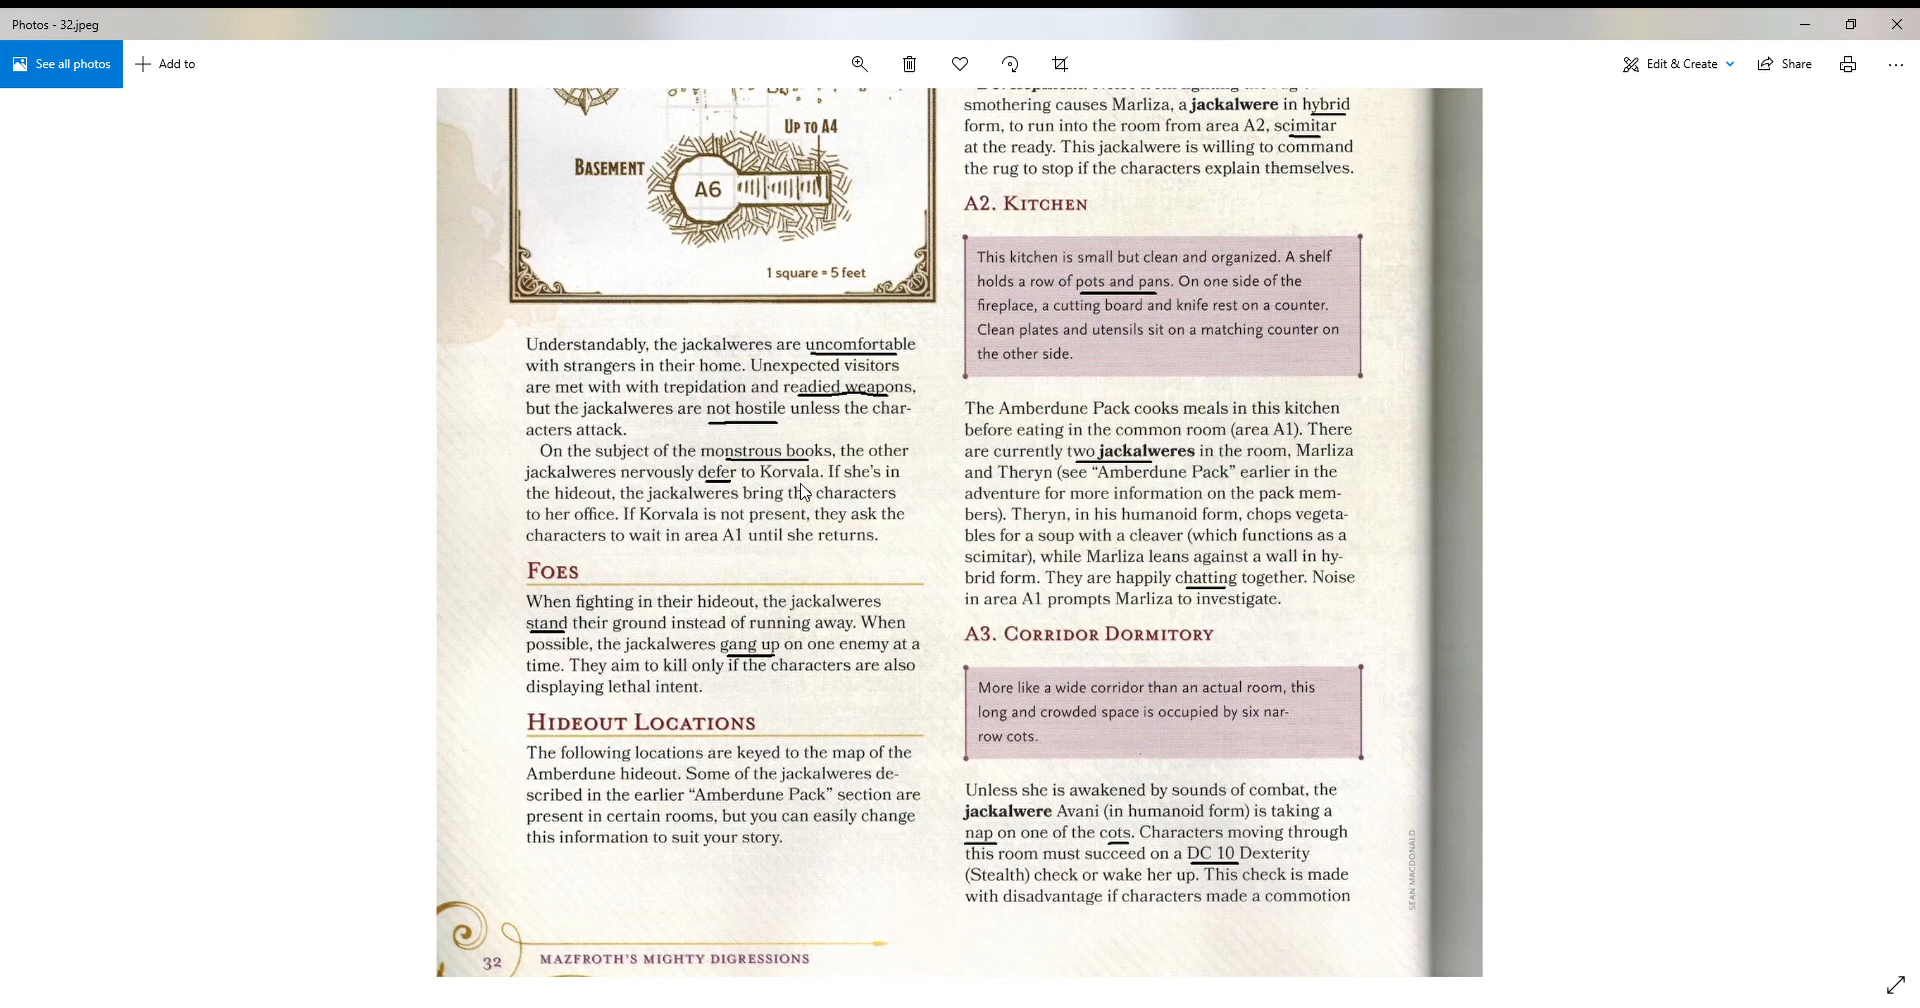 Photos - 32.jpeg
See all photos
Add to
Edit & Create
Share
UP TO A4
BASEMENT
A6
1 square = 5 feet
Understandably, the jackalweres are uncomfortable
with strangers in their home. Unexpected visitors
are met with with trepidation and readied weapons,
but the jackalweres are not hostile unless the char-
acters attack.
On the subject of the monstrous books, the other
jackalweres nervously defer to Korvala. If she's in
the hideout, the jackalweres bring the characters
to her office. If Korvala is not present, they ask the
characters to wait in area A1 until she returns.
FOES
When fighting in their hideout, the jackalweres
stand their ground instead of running away. When
possible, the jackalweres gang up on one enemy at a
time. They aim to kill only if the characters are also
displaying lethal intent.
HIDEOUT LOCATIONS
The following locations are keyed to the map of the
Amberdune hideout. Some of the jackalweres de-
scribed in the earlier “Amberdune Pack” section are
present in certain rooms, but you can easily change
this information to suit your story.
32
MAZFROTH'S MIGHTY DIGRESSIONS
smothering causes Marliza, a jackalwere in hybrid
form, to run into the room from area A2, scimitar
at the ready. This jackalwere is willing to command
the rug to stop if the characters explain themselves.
A2. KITCHEN
This kitchen is small but clean and organized. A shelf
holds a row of pots and pans. On one side of the
fireplace, a cutting board and knife rest on a counter.
Clean plates and utensils sit on a matching counter on
the other side.
The Amberdune Pack cooks meals in this kitchen
before eating in the common room (area A1). There
are currently two jackalweres in the room, Marliza
and Theryn (see “Amberdune Pack” earlier in the
adventure for more information on the pack mem-
bers). Theryn, in his humanoid form, chops vegeta-
bles for a soup with a cleaver (which functions as a
scimitar), while Marliza leans against a wall in hy-
brid form. They are happily chatting together. Noise
in area A1 prompts Marliza to investigate.
A3. CORRIDOR DORMITORY
More like a wide corridor than an actual room, this
long and crowded space is occupied by six nar-
row cots.
Unless she is awakened by sounds of combat, the
jackalwere Avani (in humanoid form) is taking a
nap on one of the cots. Characters moving through
this room must succeed on a DC 10 Dexterity
(Stealth) check or wake her up. This check is made
with disadvantage if characters made a commotion
SEAN MACDONALD